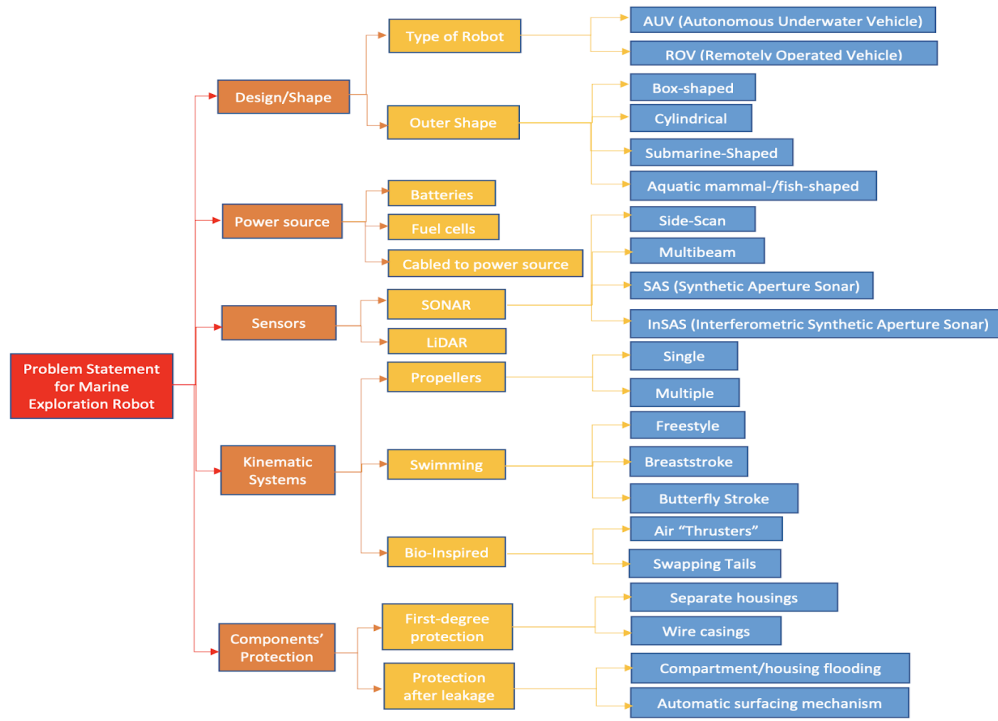 AUV (Autonomous Underwater Vehicle)
Type of Robot
ROV (Remotely Operated Vehicle)
Design/Shape
Box-shaped
Cylindrical
Outer Shape
Submarine-Shaped
Aquatic mammal-/fish-shaped
Batteries
Power source
Fuel cells
Cabled to power source
Side-Scan
Multibeam
SAS (Synthetic Aperture Sonar)
SONAR
Sensors
InSAS (Interferometric Synthetic Aperture Sonar)
LiDAR
Problem Statement
for Marine
Exploration Robot
Single
Propellers
Multiple
Freestyle
Kinematic
Systems
Swimming
Breaststroke
Butterfly Stroke
Air “Thrusters”
Bio-Inspired
Swapping Tails
Separate housings
First-degree
protection
Wire casings
Components’
Protection
Compartment/housing flooding
Protection
after leakage
Automatic surfacing mechanism